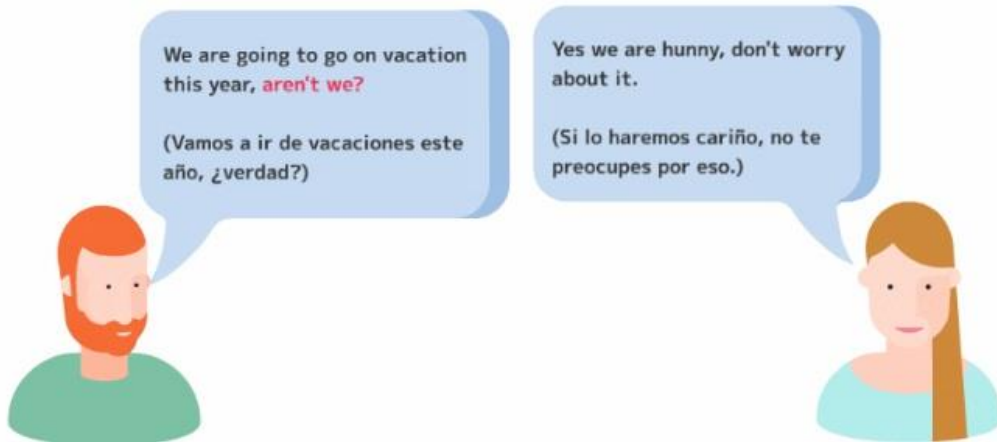 We are going to go on vacation
this year, aren't we?
(Vamos a ir de vacaciones este
año, ¿verdad?)
Yes we are hunny, don't worry
about it.
(Si lo haremos cariño, no te
preocupes por eso.)